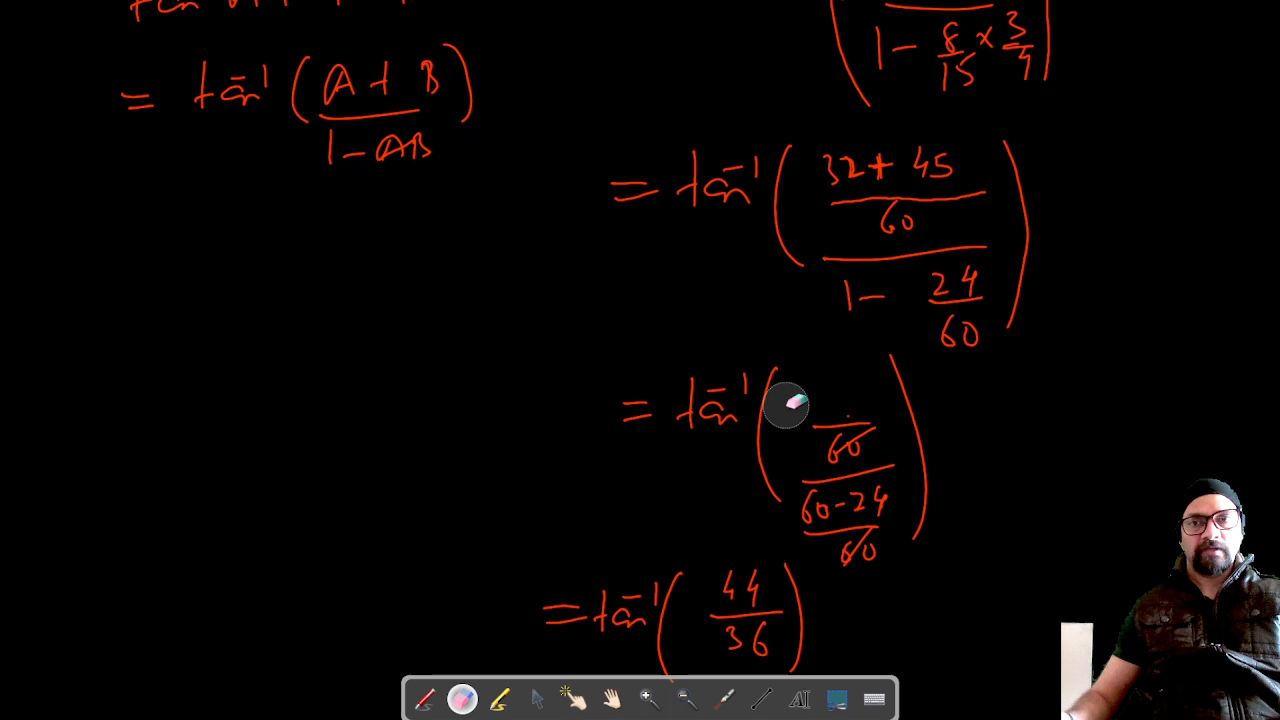 = tan⁻¹ (A + B / 1 - AB)
1 - 8/15 × 3/4
= tan⁻¹ ((32 + 45 / 60) / (1 - 24/60))
= tan⁻¹ ( / 60 / (60 - 24 / 60))
= tan⁻¹ (44/36)
AI